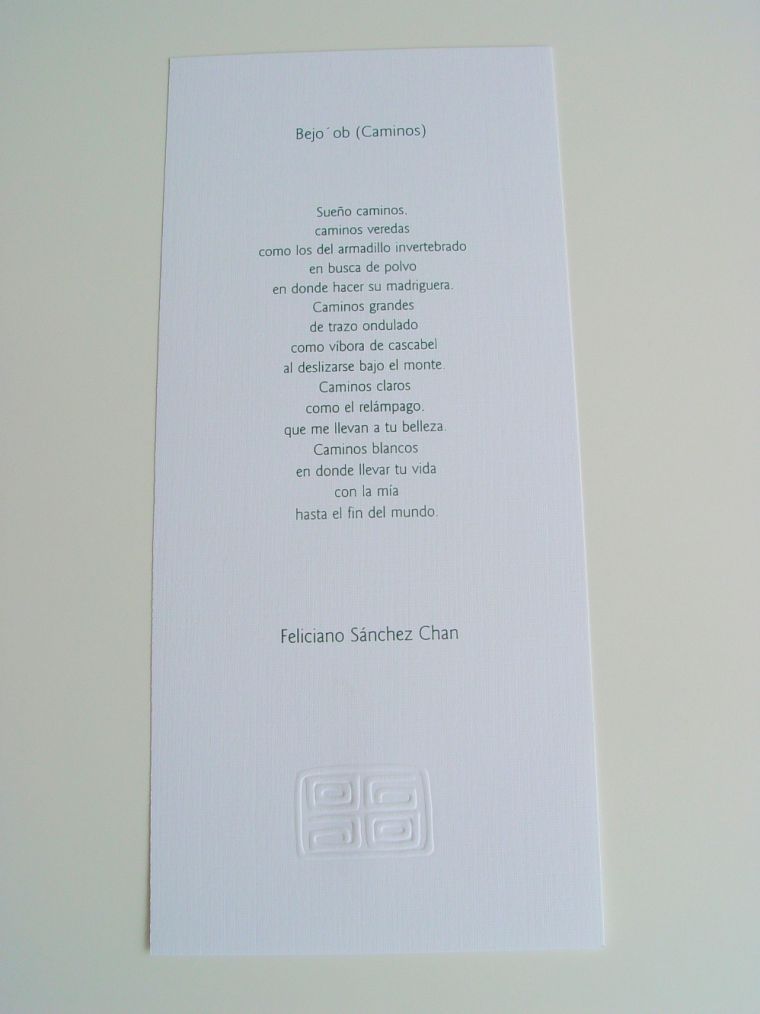 Bejo´ob (Caminos)
Sueño caminos,
caminos veredas
como los del armadillo invertebrado
en busca de polvo
en donde hacer su madriguera.
Caminos grandes
de trazo ondulado
como víbora de cascabel
al deslizarse bajo el monte.
Caminos claros
como el relámpago,
que me llevan a tu belleza.
Caminos blancos
en donde llevar tu vida
con la mía
hasta el fin del mundo.
Feliciano Sánchez Chan